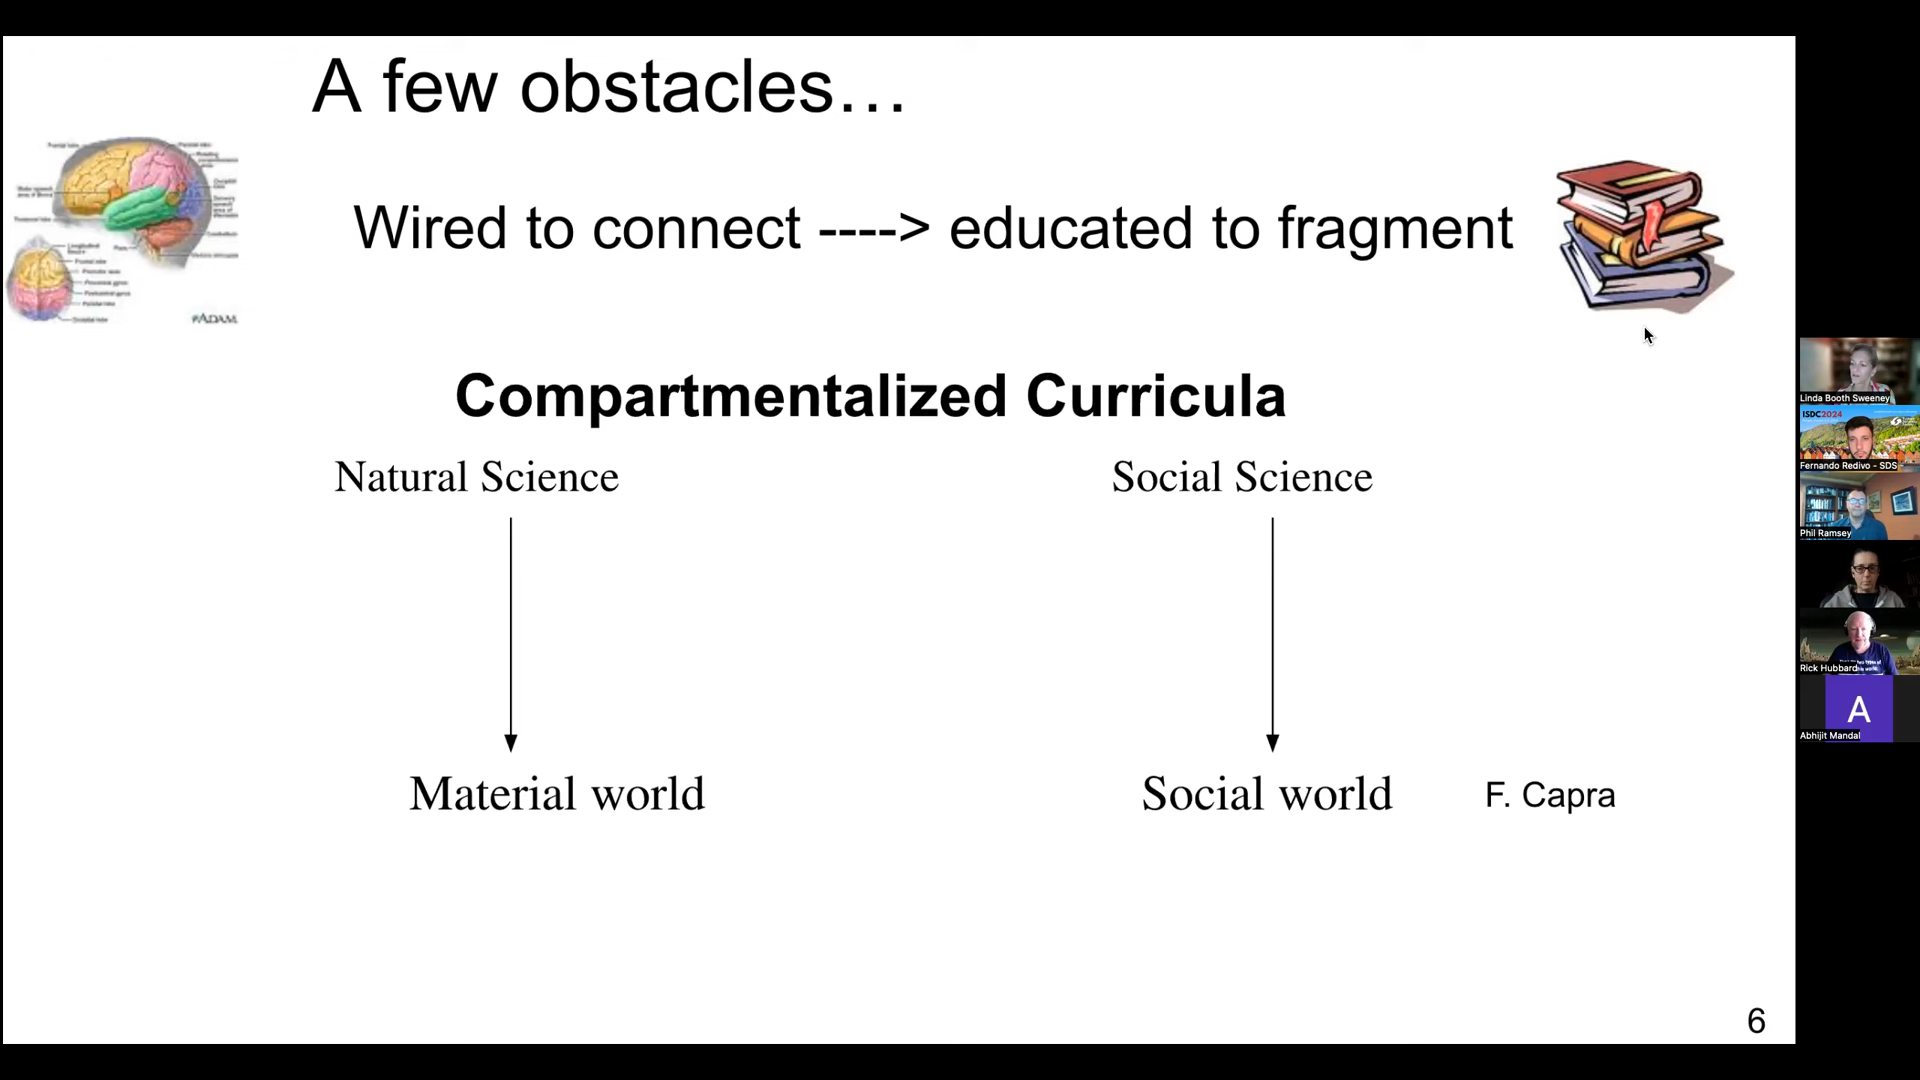 A few obstacles…
Wired to connect ----> educated to fragment
Compartmentalized Curricula
Natural Science
Social Science
Material world
Social world
F. Capra
6
ADAM
Linda Booth Sweeney
ISDC2024
Fernando Redivo - SDS
Phil Ramsey
Rick Hubbard
A
Abhijit Mandal